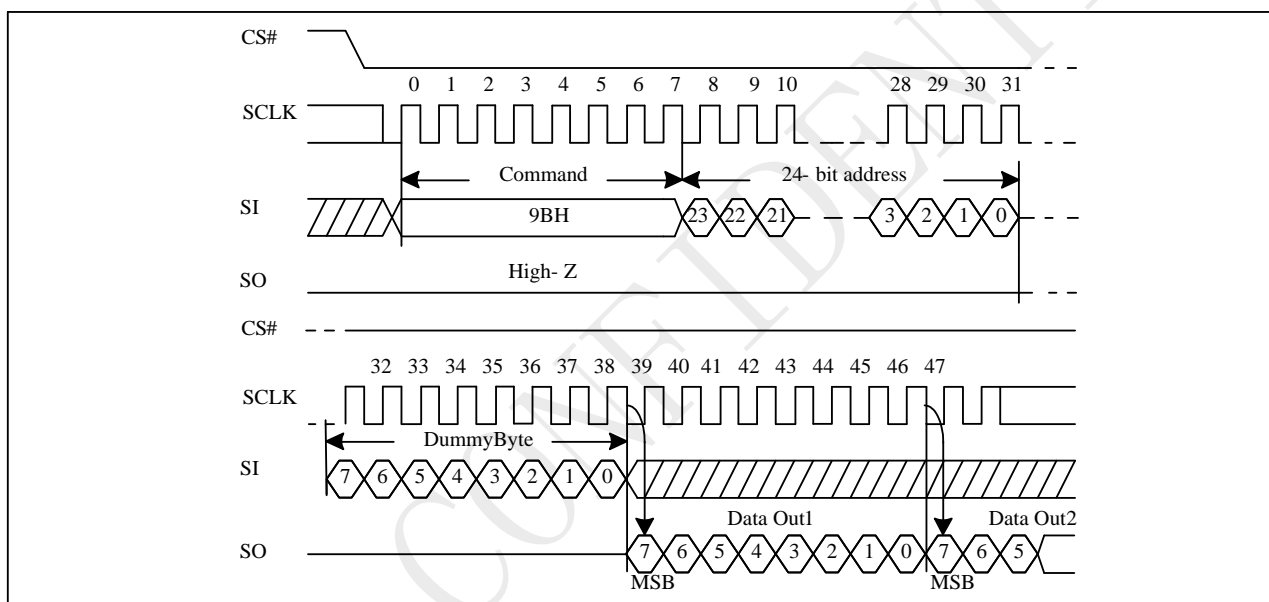 CS#
0 1 2 3 4 5 6 7 8 9 10 28 29 30 31
SCLK
Command 24- bit address
SI 9BH 23 22 21 3 2 1 0
SO High- Z
CS#
32 33 34 35 36 37 38 39 40 41 42 43 44 45 46 47
SCLK
DummyByte
SI 7 6 5 4 3 2 1 0
Data Out1 Data Out2
SO 7 6 5 4 3 2 1 0 7 6 5
MSB MSB
CONFIDENT